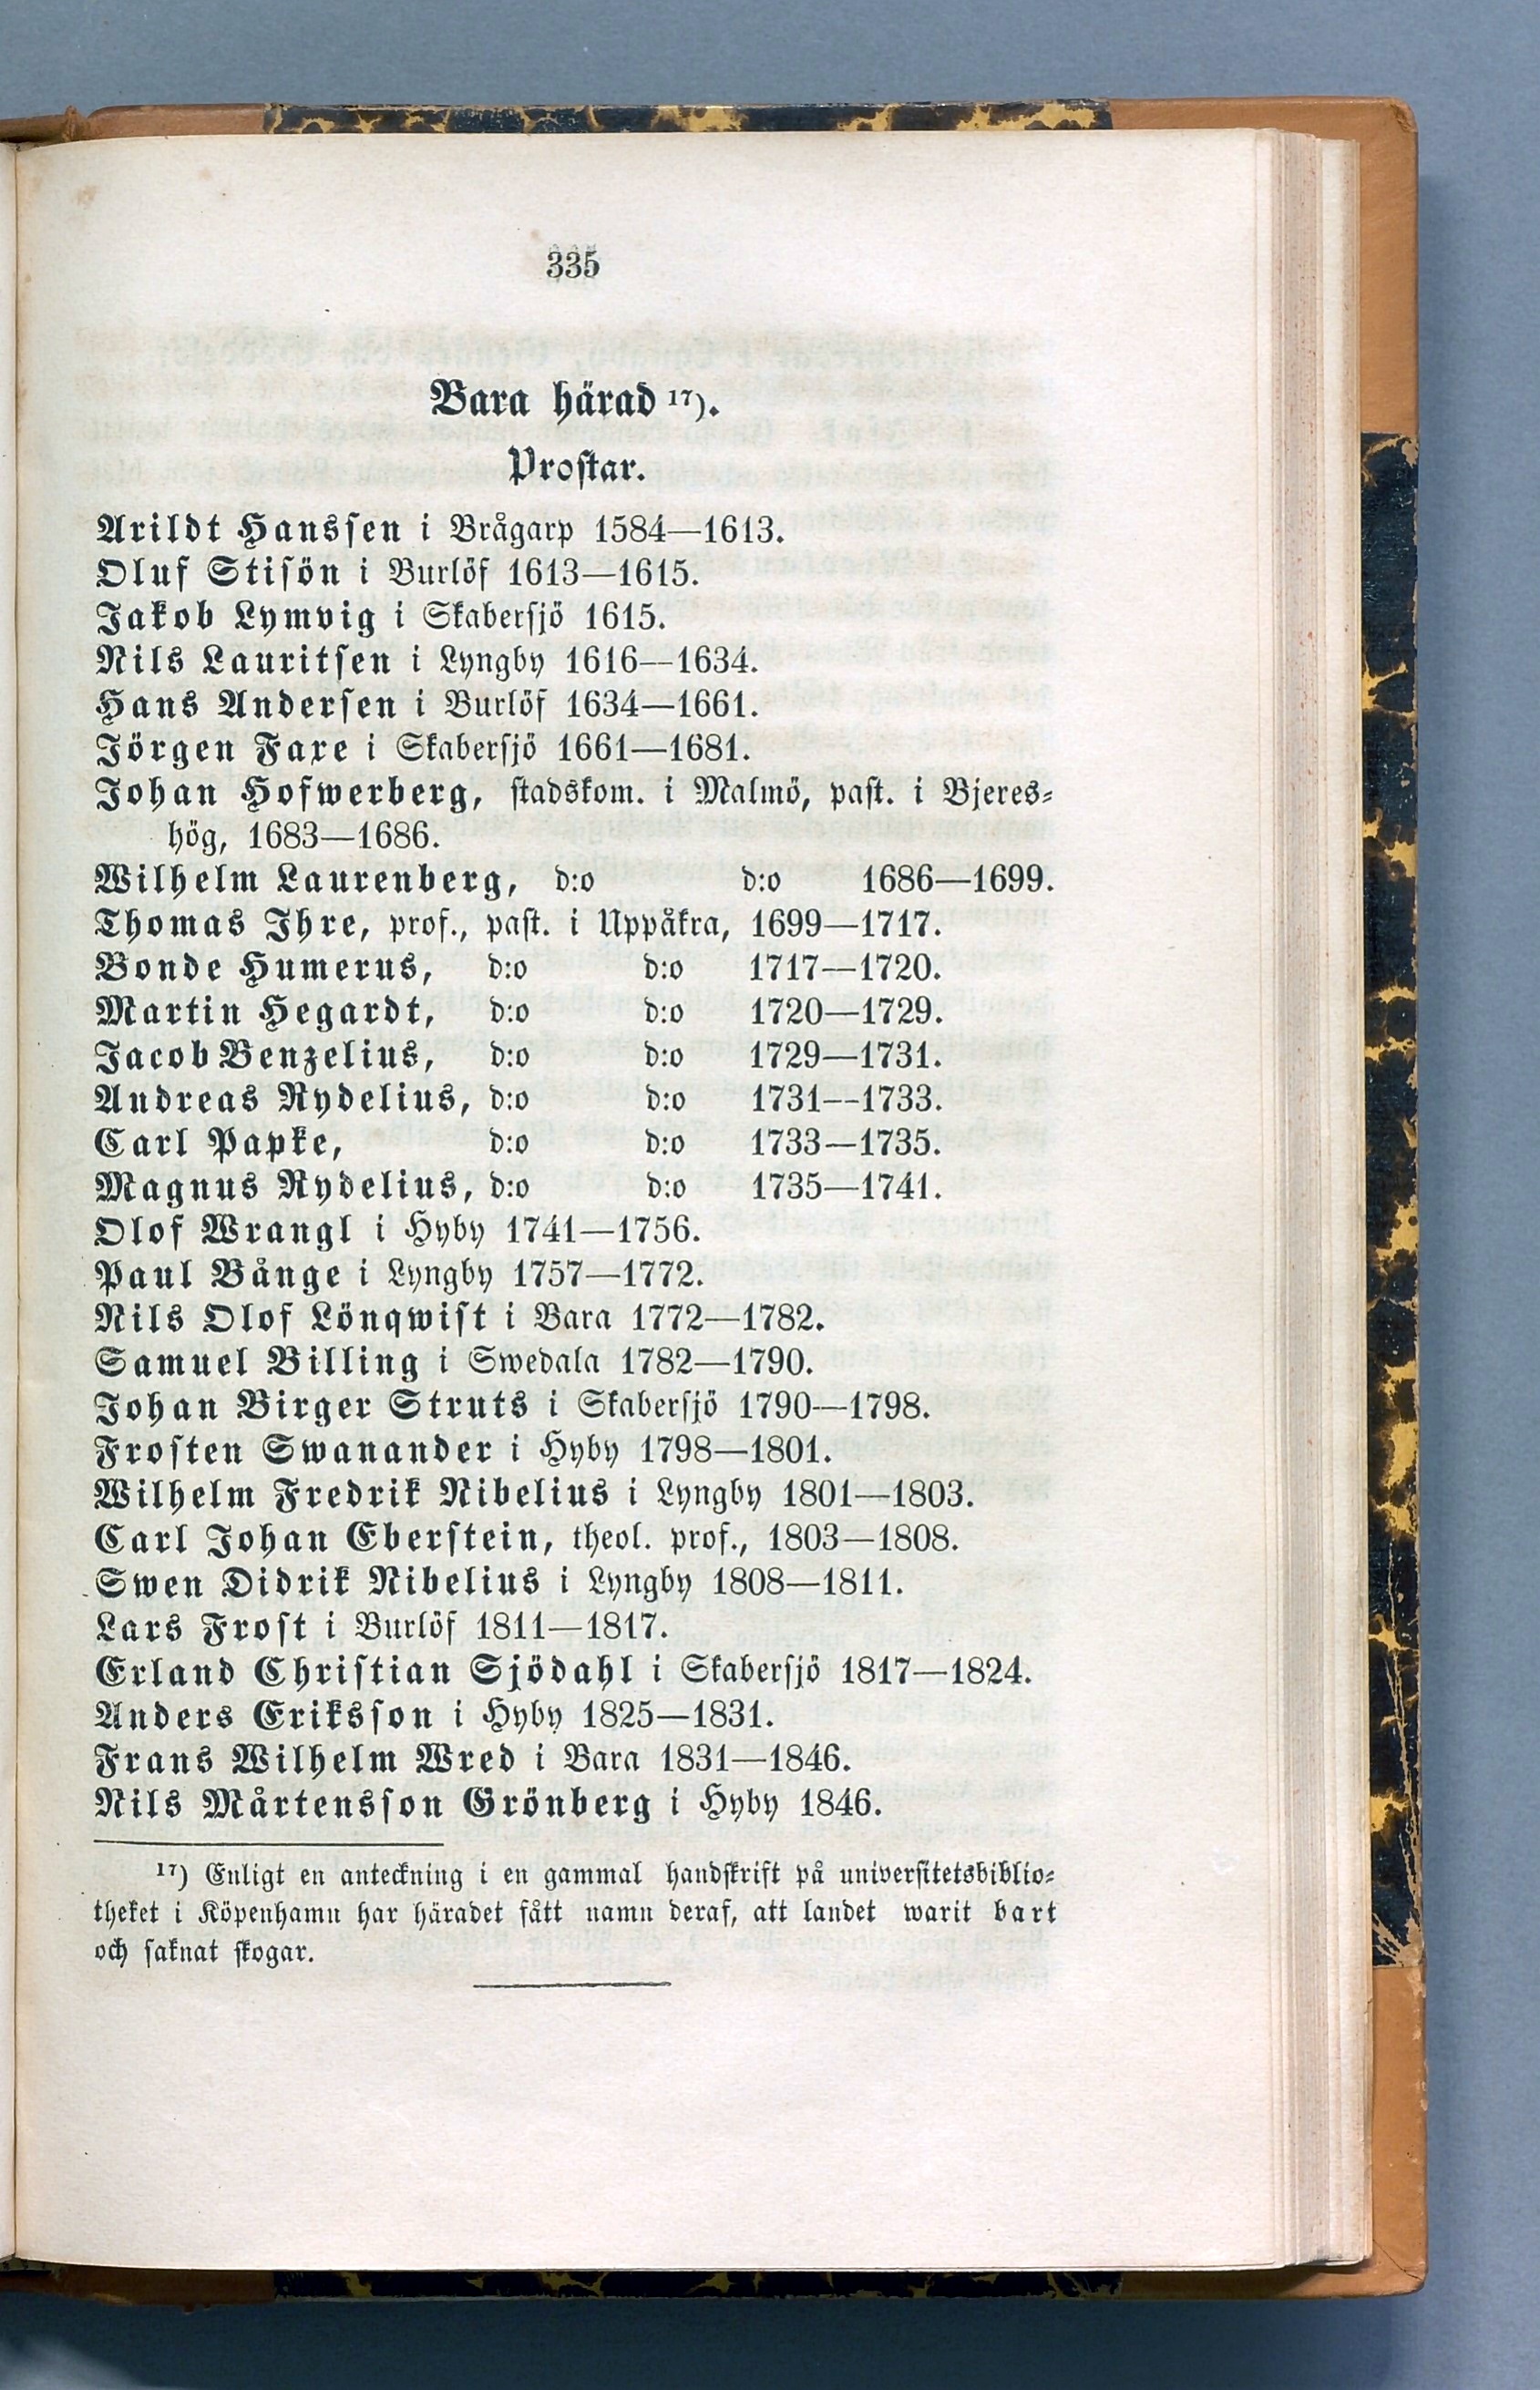 335
Bara härad ¹⁷).
Prostar.
Arildt Hanssen i Brågarp 1584—1613.
Oluf Stisön i Burlöf 1613—1615.
Jakob Lymvig i Skabersjö 1615.
Nils Lauritsen i Lyngby 1616—1634.
Hans Andersen i Burlöf 1634—1661.
Jörgen Faxe i Skabersjö 1661—1681.
Johan Hofwerberg, stadskom. i Malmö, past. i Bjeres-
hög, 1683—1686.
Wilhelm Laurenberg, d:o d:o 1686—1699.
Thomas Ihre, prof., past. i Uppåkra, 1699—1717.
Bonde Humerus, d:o d:o 1717—1720.
Martin Hegardt, d:o d:o 1720—1729.
Jacob Benzelius, d:o d:o 1729—1731.
Andreas Rydelius, d:o d:o 1731—1733.
Carl Papke, d:o d:o 1733—1735.
Magnus Rydelius, d:o d:o 1735—1741.
Olof Wrangl i Hyby 1741—1756.
Paul Bånge i Lyngby 1757—1772.
Nils Olof Lönqwist i Bara 1772—1782.
Samuel Billing i Swedala 1782—1790.
Johan Birger Struts i Skabersjö 1790—1798.
Frosten Swanander i Hyby 1798—1801.
Wilhelm Fredrik Nibelius i Lyngby 1801—1803.
Carl Johan Eberstein, theol. prof., 1803—1808.
Swen Didrik Nibelius i Lyngby 1808—1811.
Lars Frost i Burlöf 1811—1817.
Erland Christian Sjödahl i Skabersjö 1817—1824.
Anders Eriksson i Hyby 1825—1831.
Frans Wilhelm Wred i Bara 1831—1846.
Nils Mårtensson Grönberg i Hyby 1846.
¹⁷) Enligt en anteckning i en gammal handskrift på universitetsbiblio-
theket i Köpenhamn har häradet fått namn deraf, att landet warit bart
och saknat skogar.